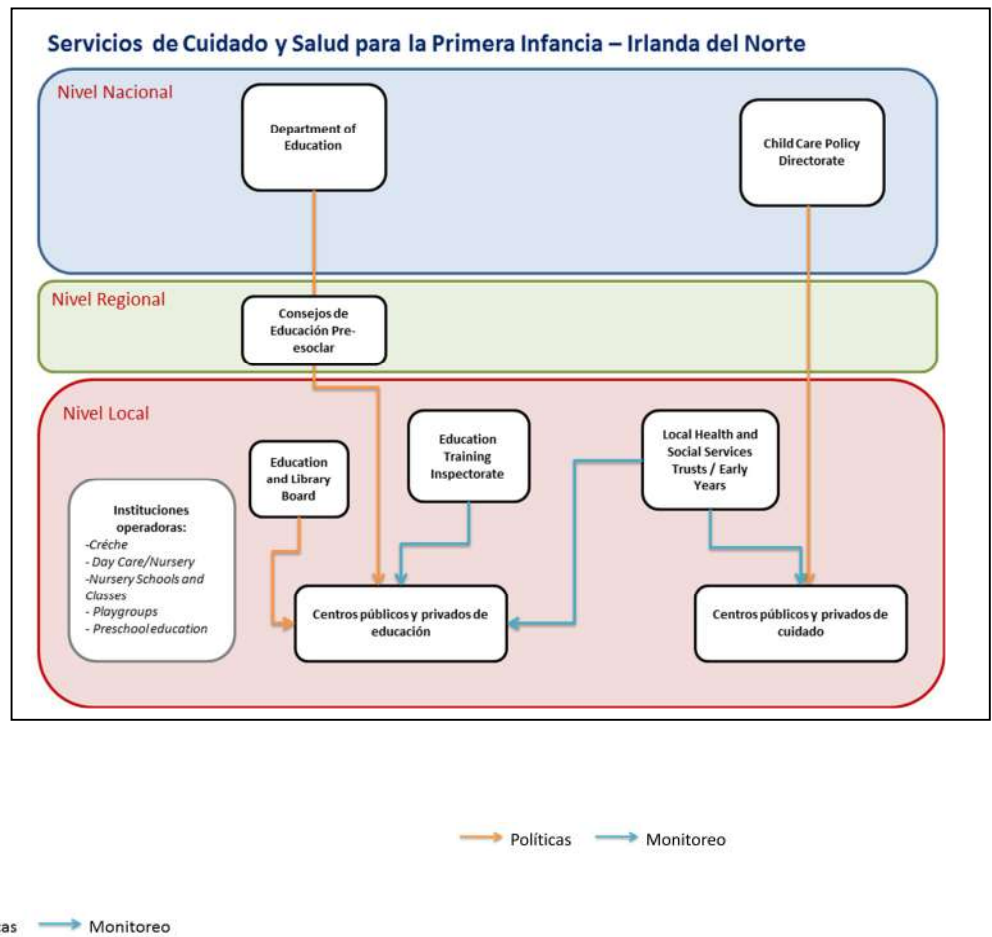 Servicios de Cuidado y Salud para la Primera Infancia – Irlanda del Norte
Nivel Nacional
Department of
Education
Child Care Policy
Directorate
Nivel Regional
Consejos de
Educación Pre-
esoclar
Nivel Local
Education
and Library
Board
Education
Training
Inspectorate
Local Health and
Social Services
Trusts / Early
Years
Instituciones
operadoras:
-Créche
- Day Care/Nursery
-Nursery Schools and
Classes
- Playgroups
- Preschool education
Centros públicos y privados de
educación
Centros públicos y privados de
cuidado
Políticas Monitoreo
cas Monitoreo